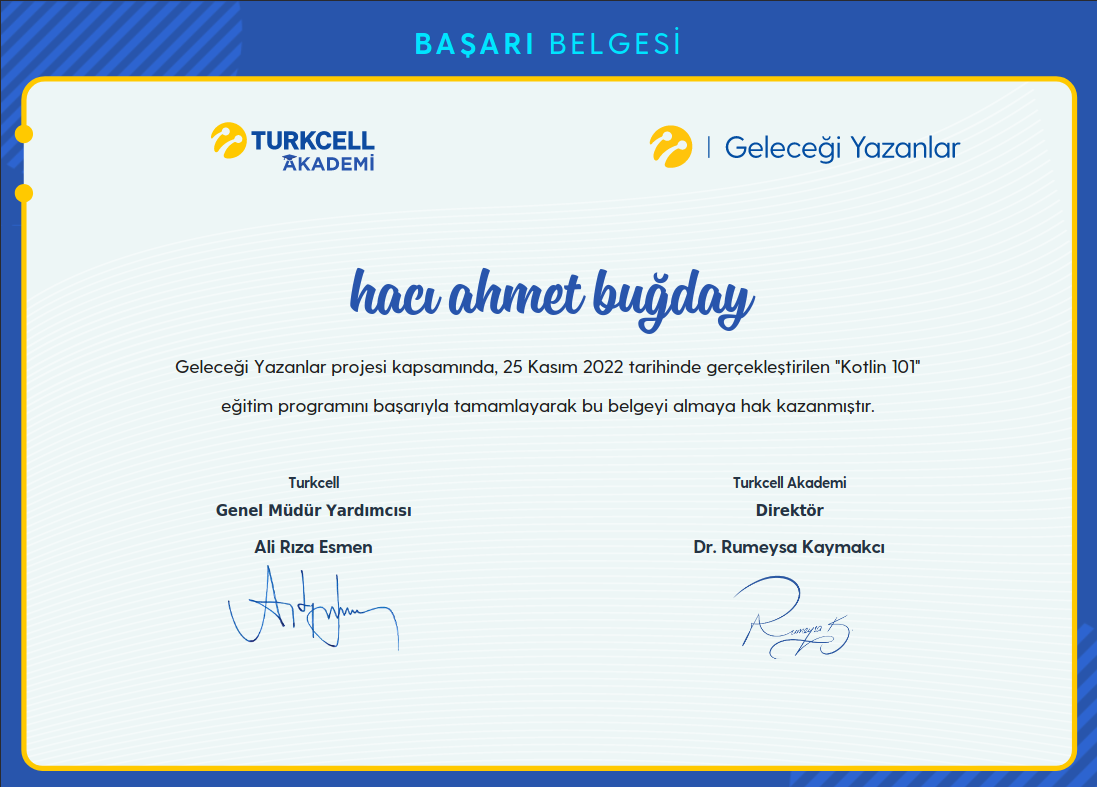 BAŞARI BELGESİ
TURKCELL
AKADEMİ
Geleceği Yazanlar
hacı ahmet buğday
Geleceği Yazanlar projesi kapsamında, 25 Kasım 2022 tarihinde gerçekleştirilen "Kotlin 101"
eğitim programını başarıyla tamamlayarak bu belgeyi almaya hak kazanmıştır.
Turkcell
Genel Müdür Yardımcısı
Ali Rıza Esmen
Turkcell Akademi
Direktör
Dr. Rumeysa Kaymakcı
Rumeysa K